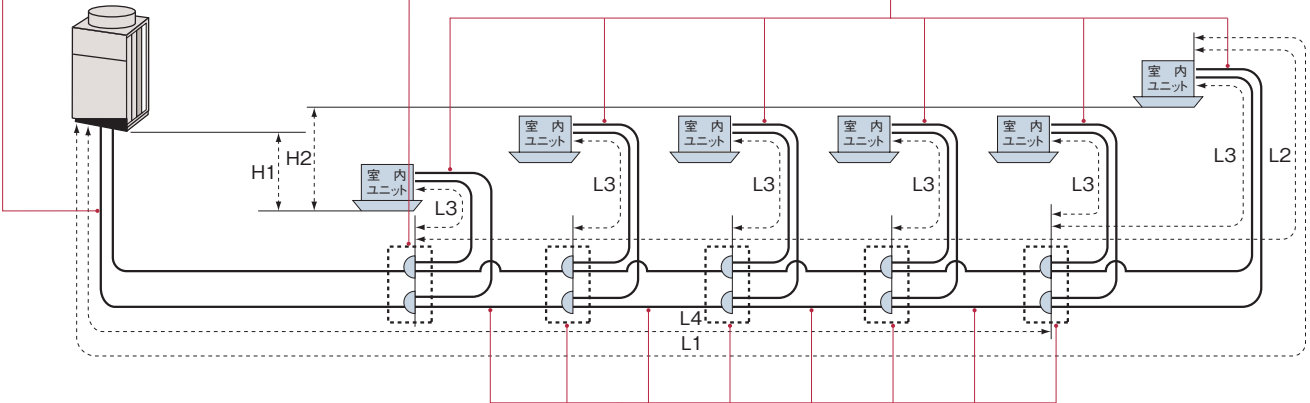 室 内
ユニット
室 内
ユニット
室 内
ユニット
室 内
ユニット
室 内
ユニット
室 内
ユニット
H1
H2
L3
L3
L3
L3
L3
L3
L2
L4
L1